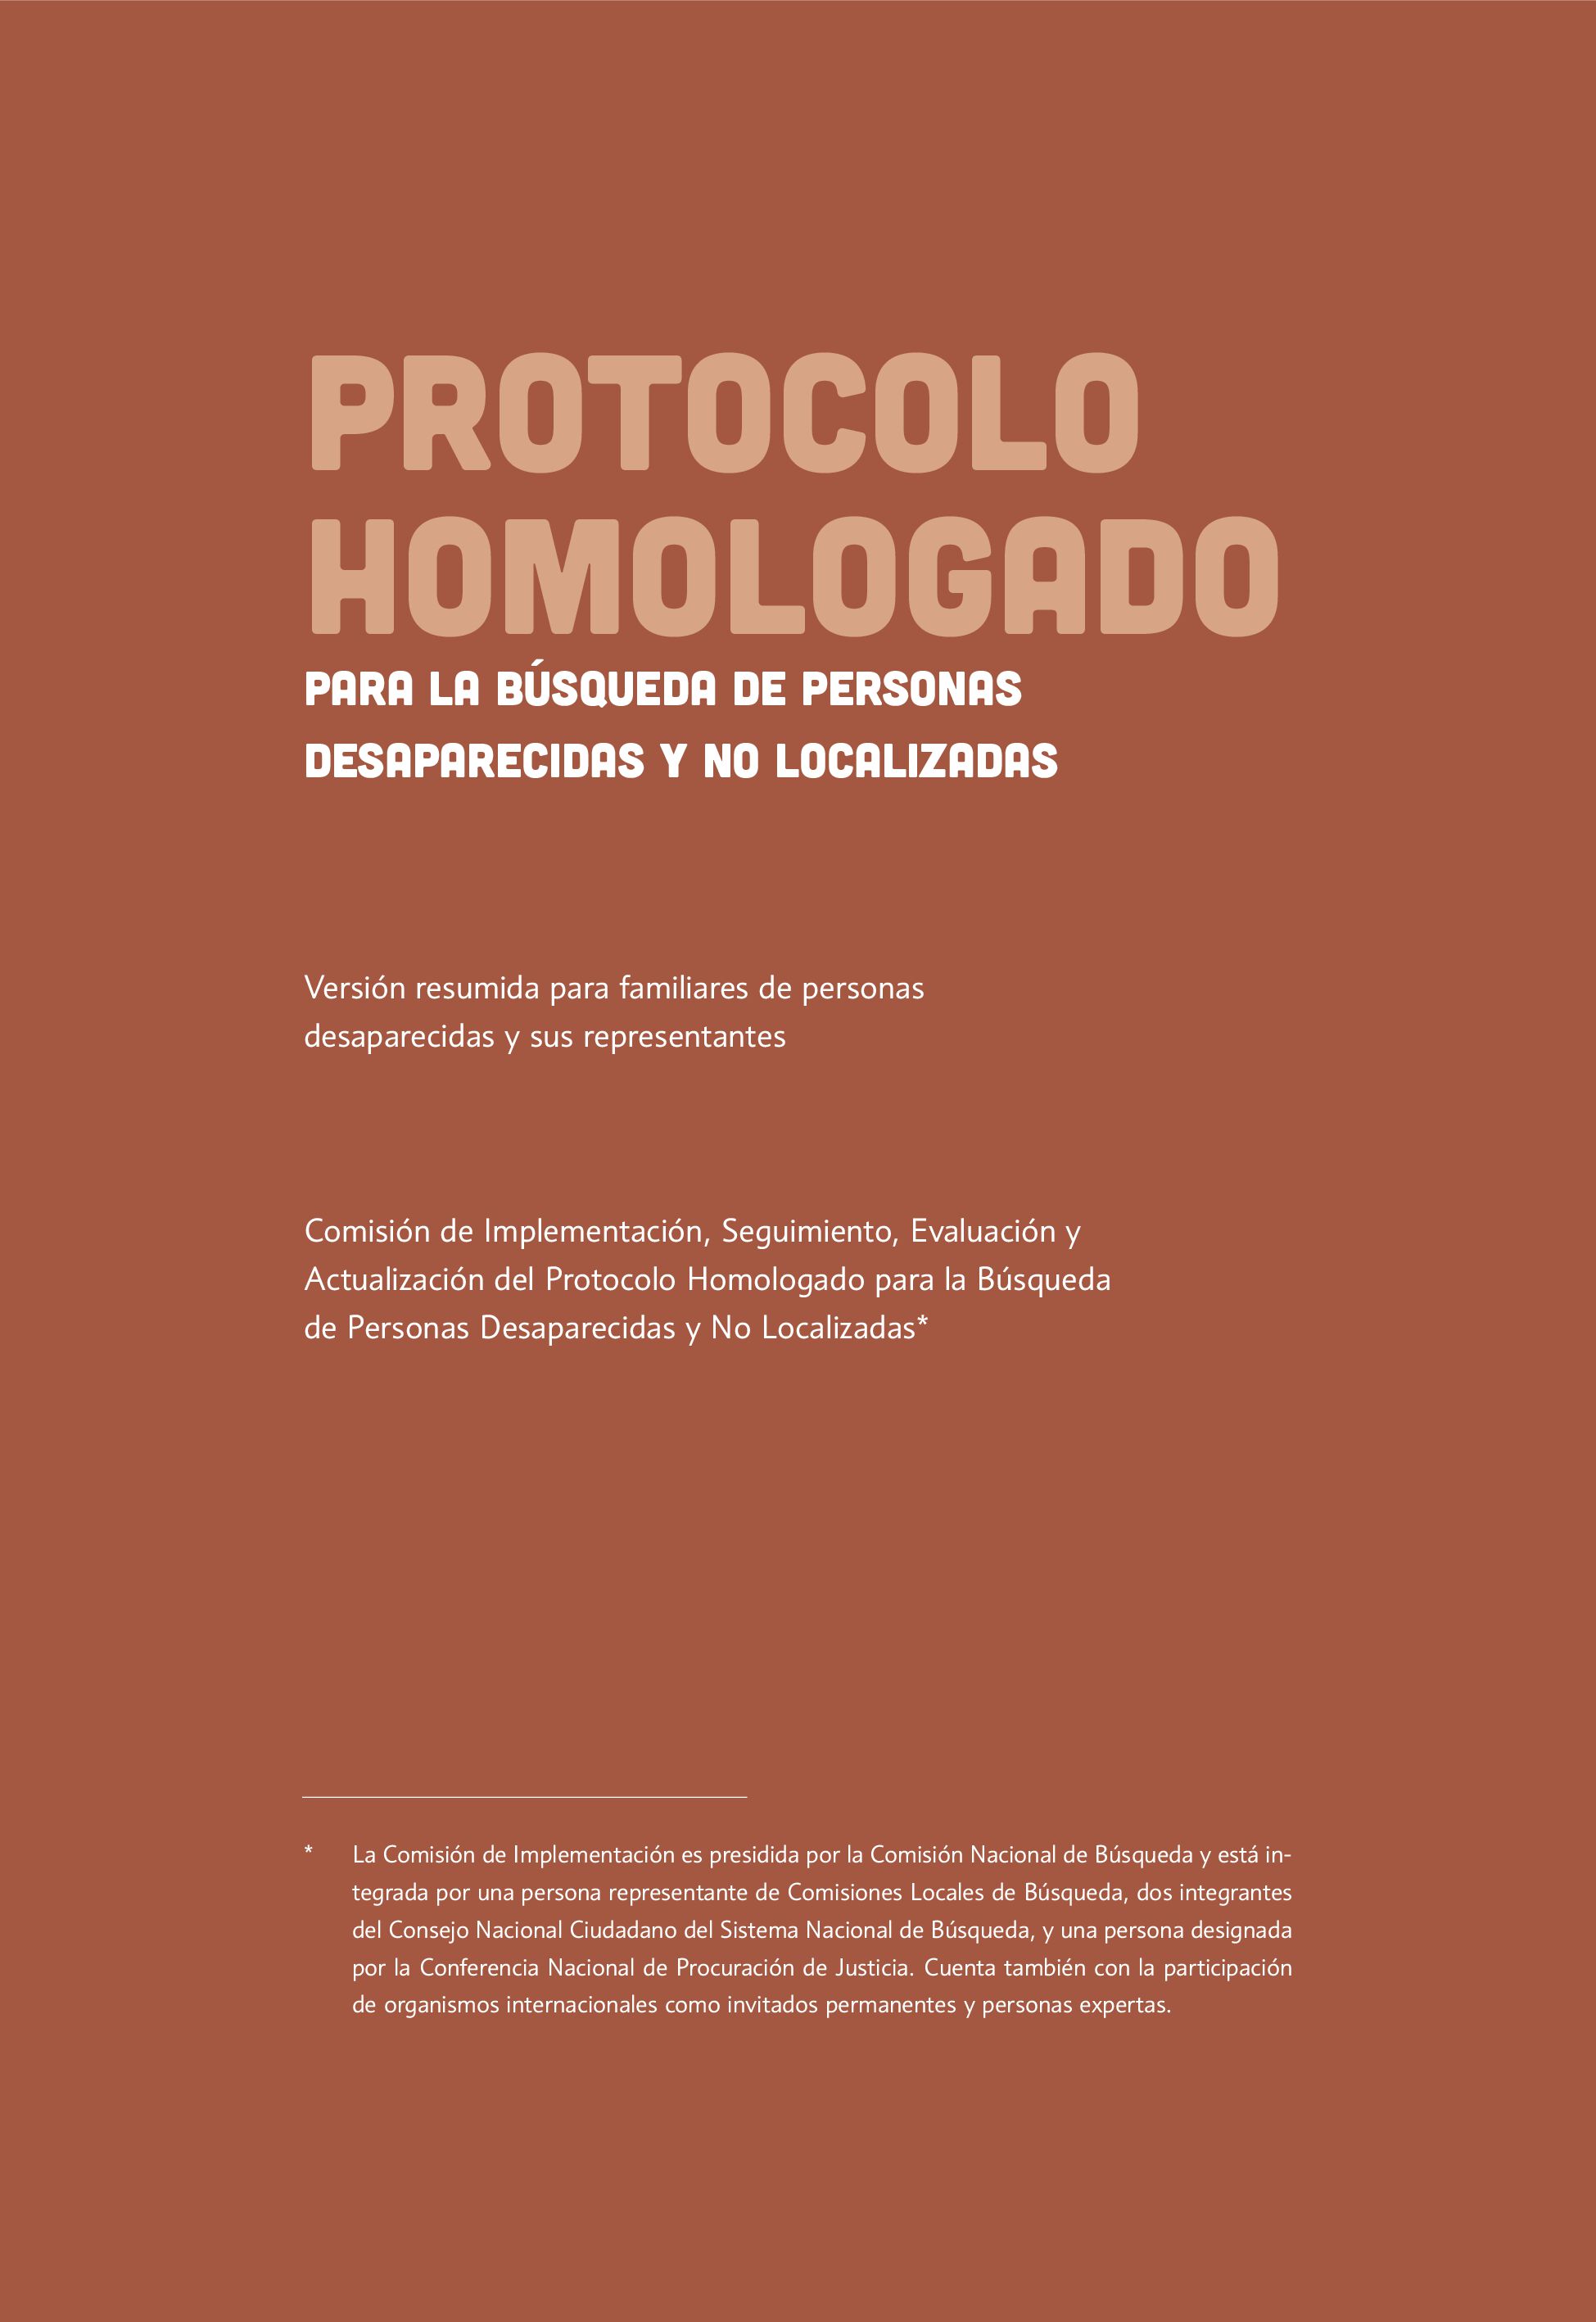 PROTOCOLO
HOMOLOGADO
PARA LA BÚSQUEDA DE PERSONAS
DESAPARECIDAS Y NO LOCALIZADAS
Versión resumida para familiares de personas
desaparecidas y sus representantes
Comisión de Implementación, Seguimiento, Evaluación y
Actualización del Protocolo Homologado para la Búsqueda
de Personas Desaparecidas y No Localizadas*
* La Comisión de Implementación es presidida por la Comisión Nacional de Búsqueda y está in-
tegrada por una persona representante de Comisiones Locales de Búsqueda, dos integrantes
del Consejo Nacional Ciudadano del Sistema Nacional de Búsqueda, y una persona designada
por la Conferencia Nacional de Procuración de Justicia. Cuenta también con la participación
de organismos internacionales como invitados permanentes y personas expertas.